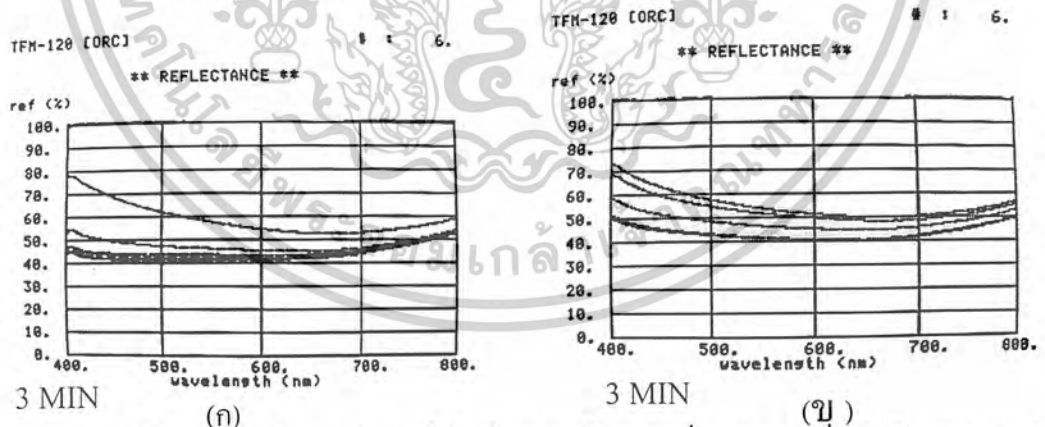 TFM-120 [ORC] # : 6.
** REFLECTANCE **
ref (%)
100.
90.
80.
70.
60.
50.
40.
30.
20.
10.
0.
400. 500. 600. 700. 800.
wavelength (nm)
3 MIN
(ก)
TFM-120 [ORC] # : 6.
** REFLECTANCE **
ref (%)
100.
90.
80.
70.
60.
50.
40.
30.
20.
10.
0.
400. 500. 600. 700. 800.
wavelength (nm)
3 MIN
(ข)